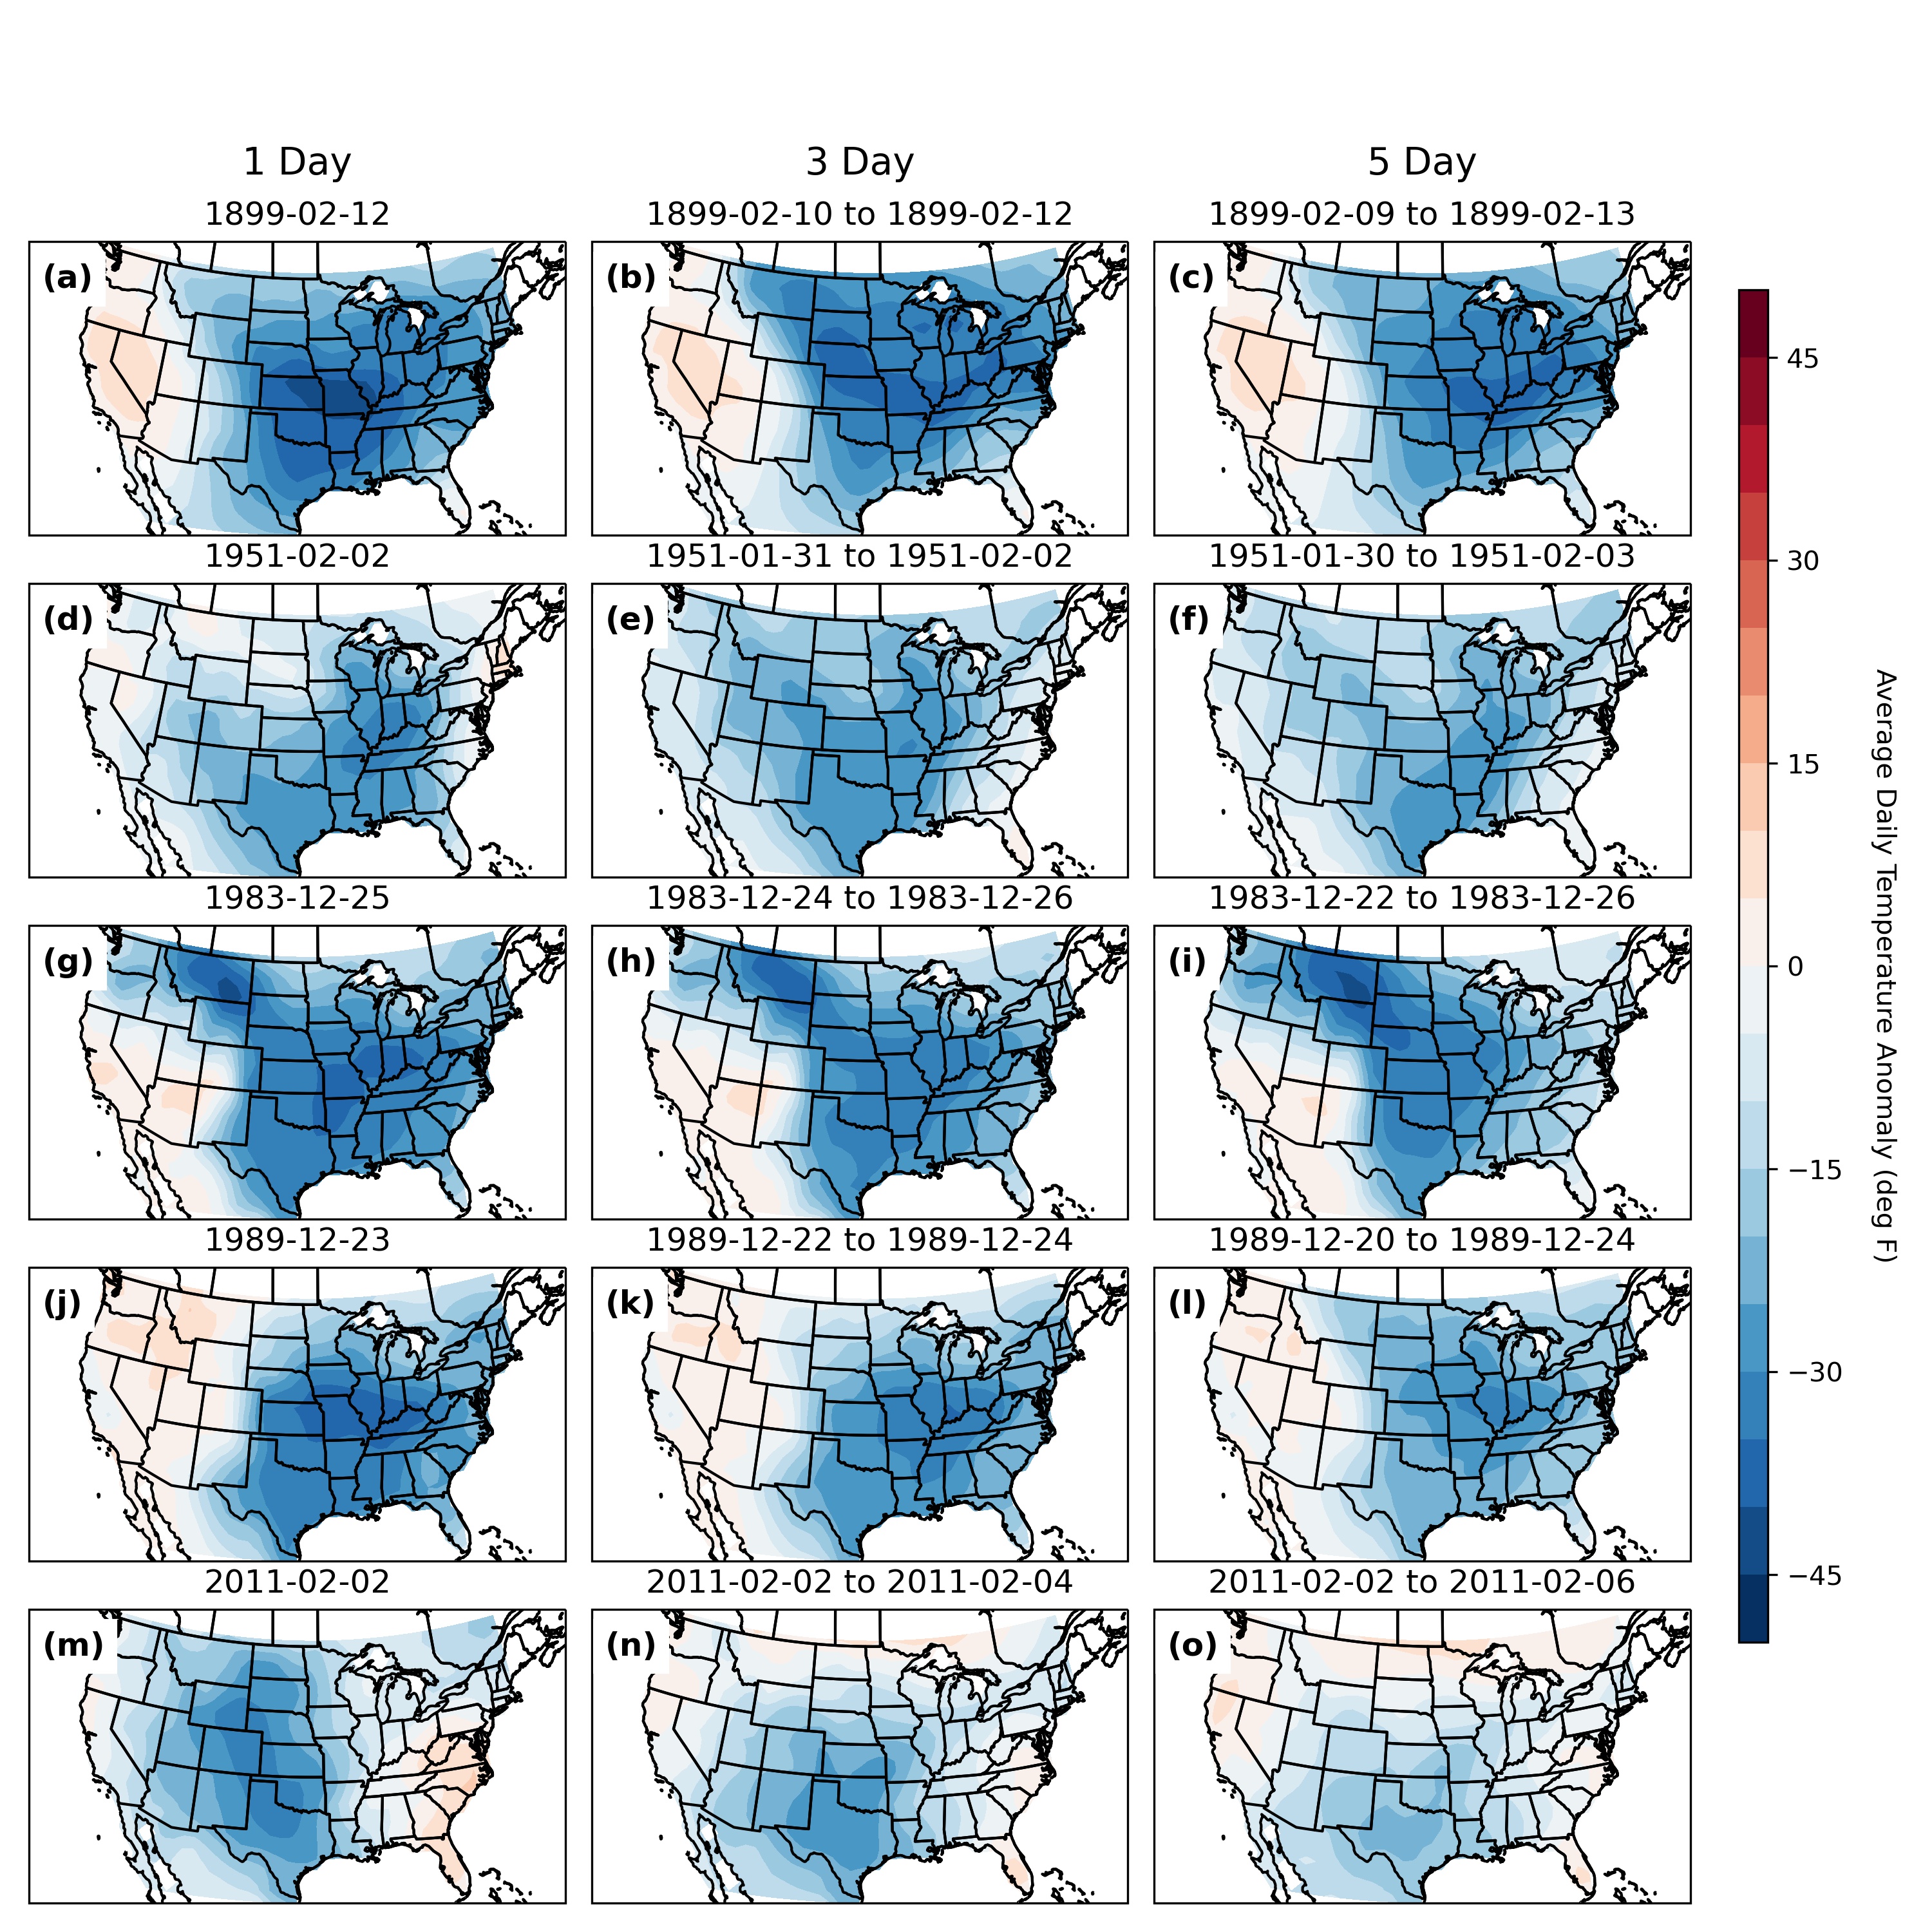 1 Day 3 Day 5 Day
1899-02-12 1899-02-10 to 1899-02-12 1899-02-09 to 1899-02-13
(a) (b) (c)
1951-02-02 1951-01-31 to 1951-02-02 1951-01-30 to 1951-02-03
(d) (e) (f)
1983-12-25 1983-12-24 to 1983-12-26 1983-12-22 to 1983-12-26
(g) (h) (i)
1989-12-23 1989-12-22 to 1989-12-24 1989-12-20 to 1989-12-24
(j) (k) (l)
2011-02-02 2011-02-02 to 2011-02-04 2011-02-02 to 2011-02-06
(m) (n) (o)
45
30
15
0
−15
−30
−45
Average Daily Temperature Anomaly (deg F)